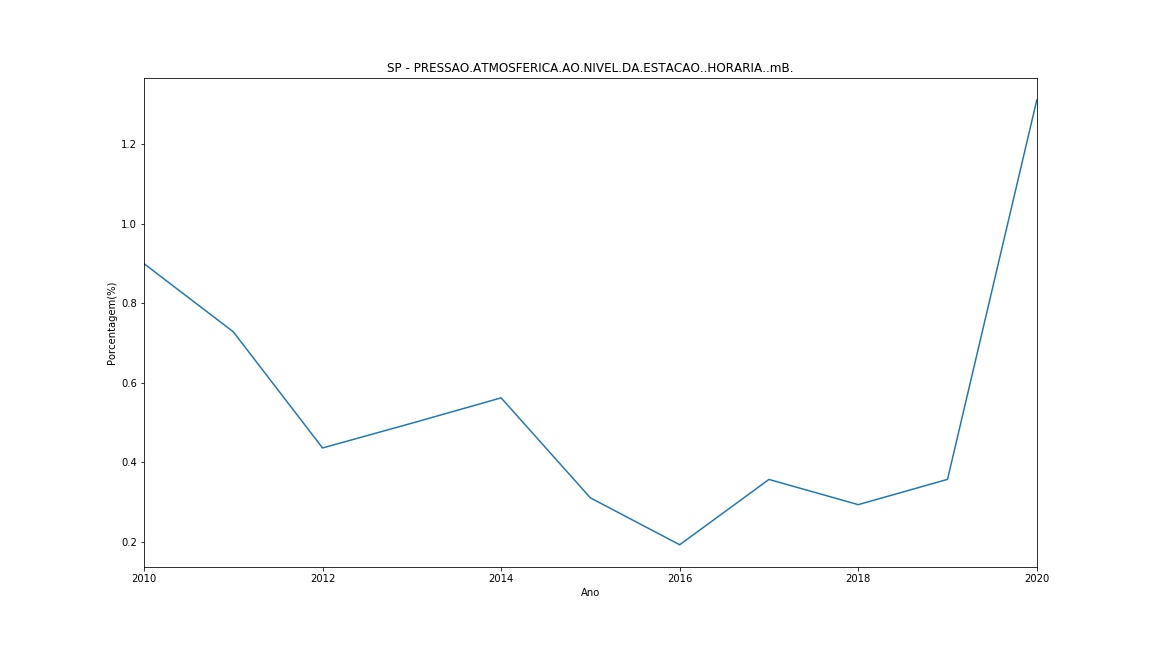 SP - PRESSAO.ATMOSFERICA.AO.NIVEL.DA.ESTACAO..HORARIA..mB.
Porcentagem(%)
1.2
1.0
0.8
0.6
0.4
0.2
2010 2012 2014 2016 2018 2020
Ano